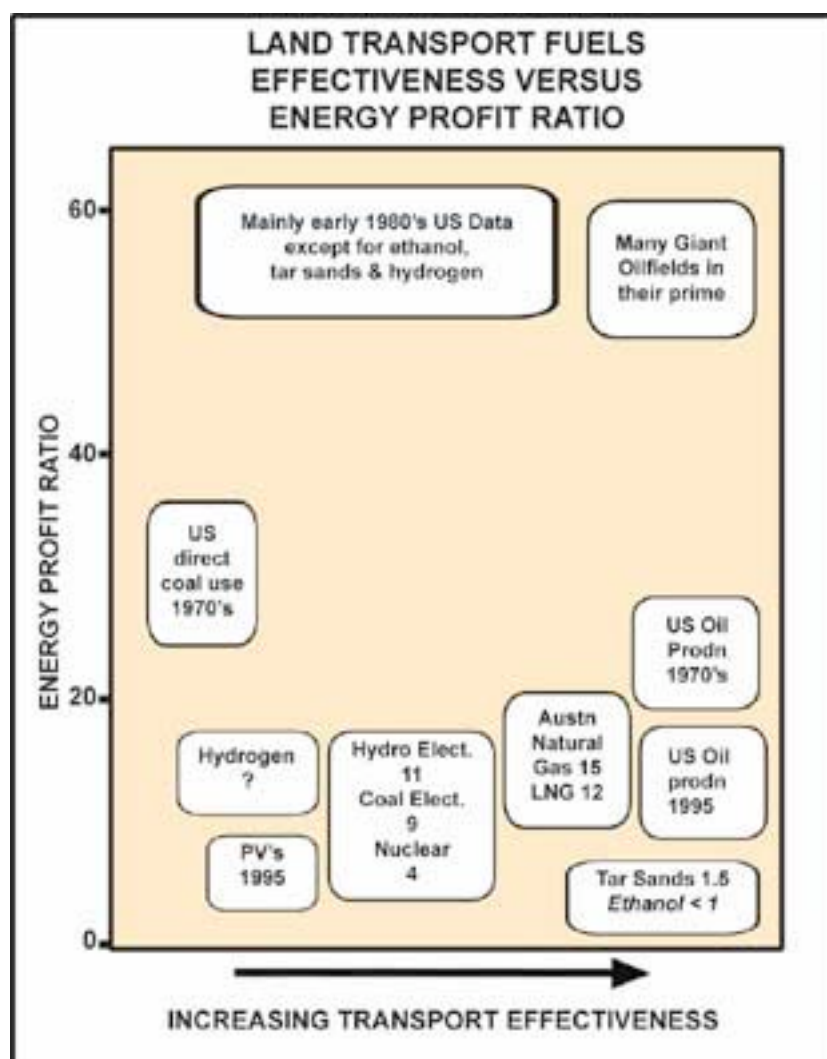 LAND TRANSPORT FUELS
EFFECTIVENESS VERSUS
ENERGY PROFIT RATIO
60
Mainly early 1980's US Data
except for ethanol,
tar sands & hydrogen
Many Giant
Oilfields in
their prime
40
ENERGY PROFIT RATIO
US
direct
coal use
1970's
US Oil
Prodn
1970's
20
Austn
Natural
Gas 15
LNG 12
Hydrogen
?
Hydro Elect.
11
Coal Elect.
9
Nuclear
4
US Oil
prodn
1995
PV's
1995
Tar Sands 1.5
Ethanol < 1
0
INCREASING TRANSPORT EFFECTIVENESS